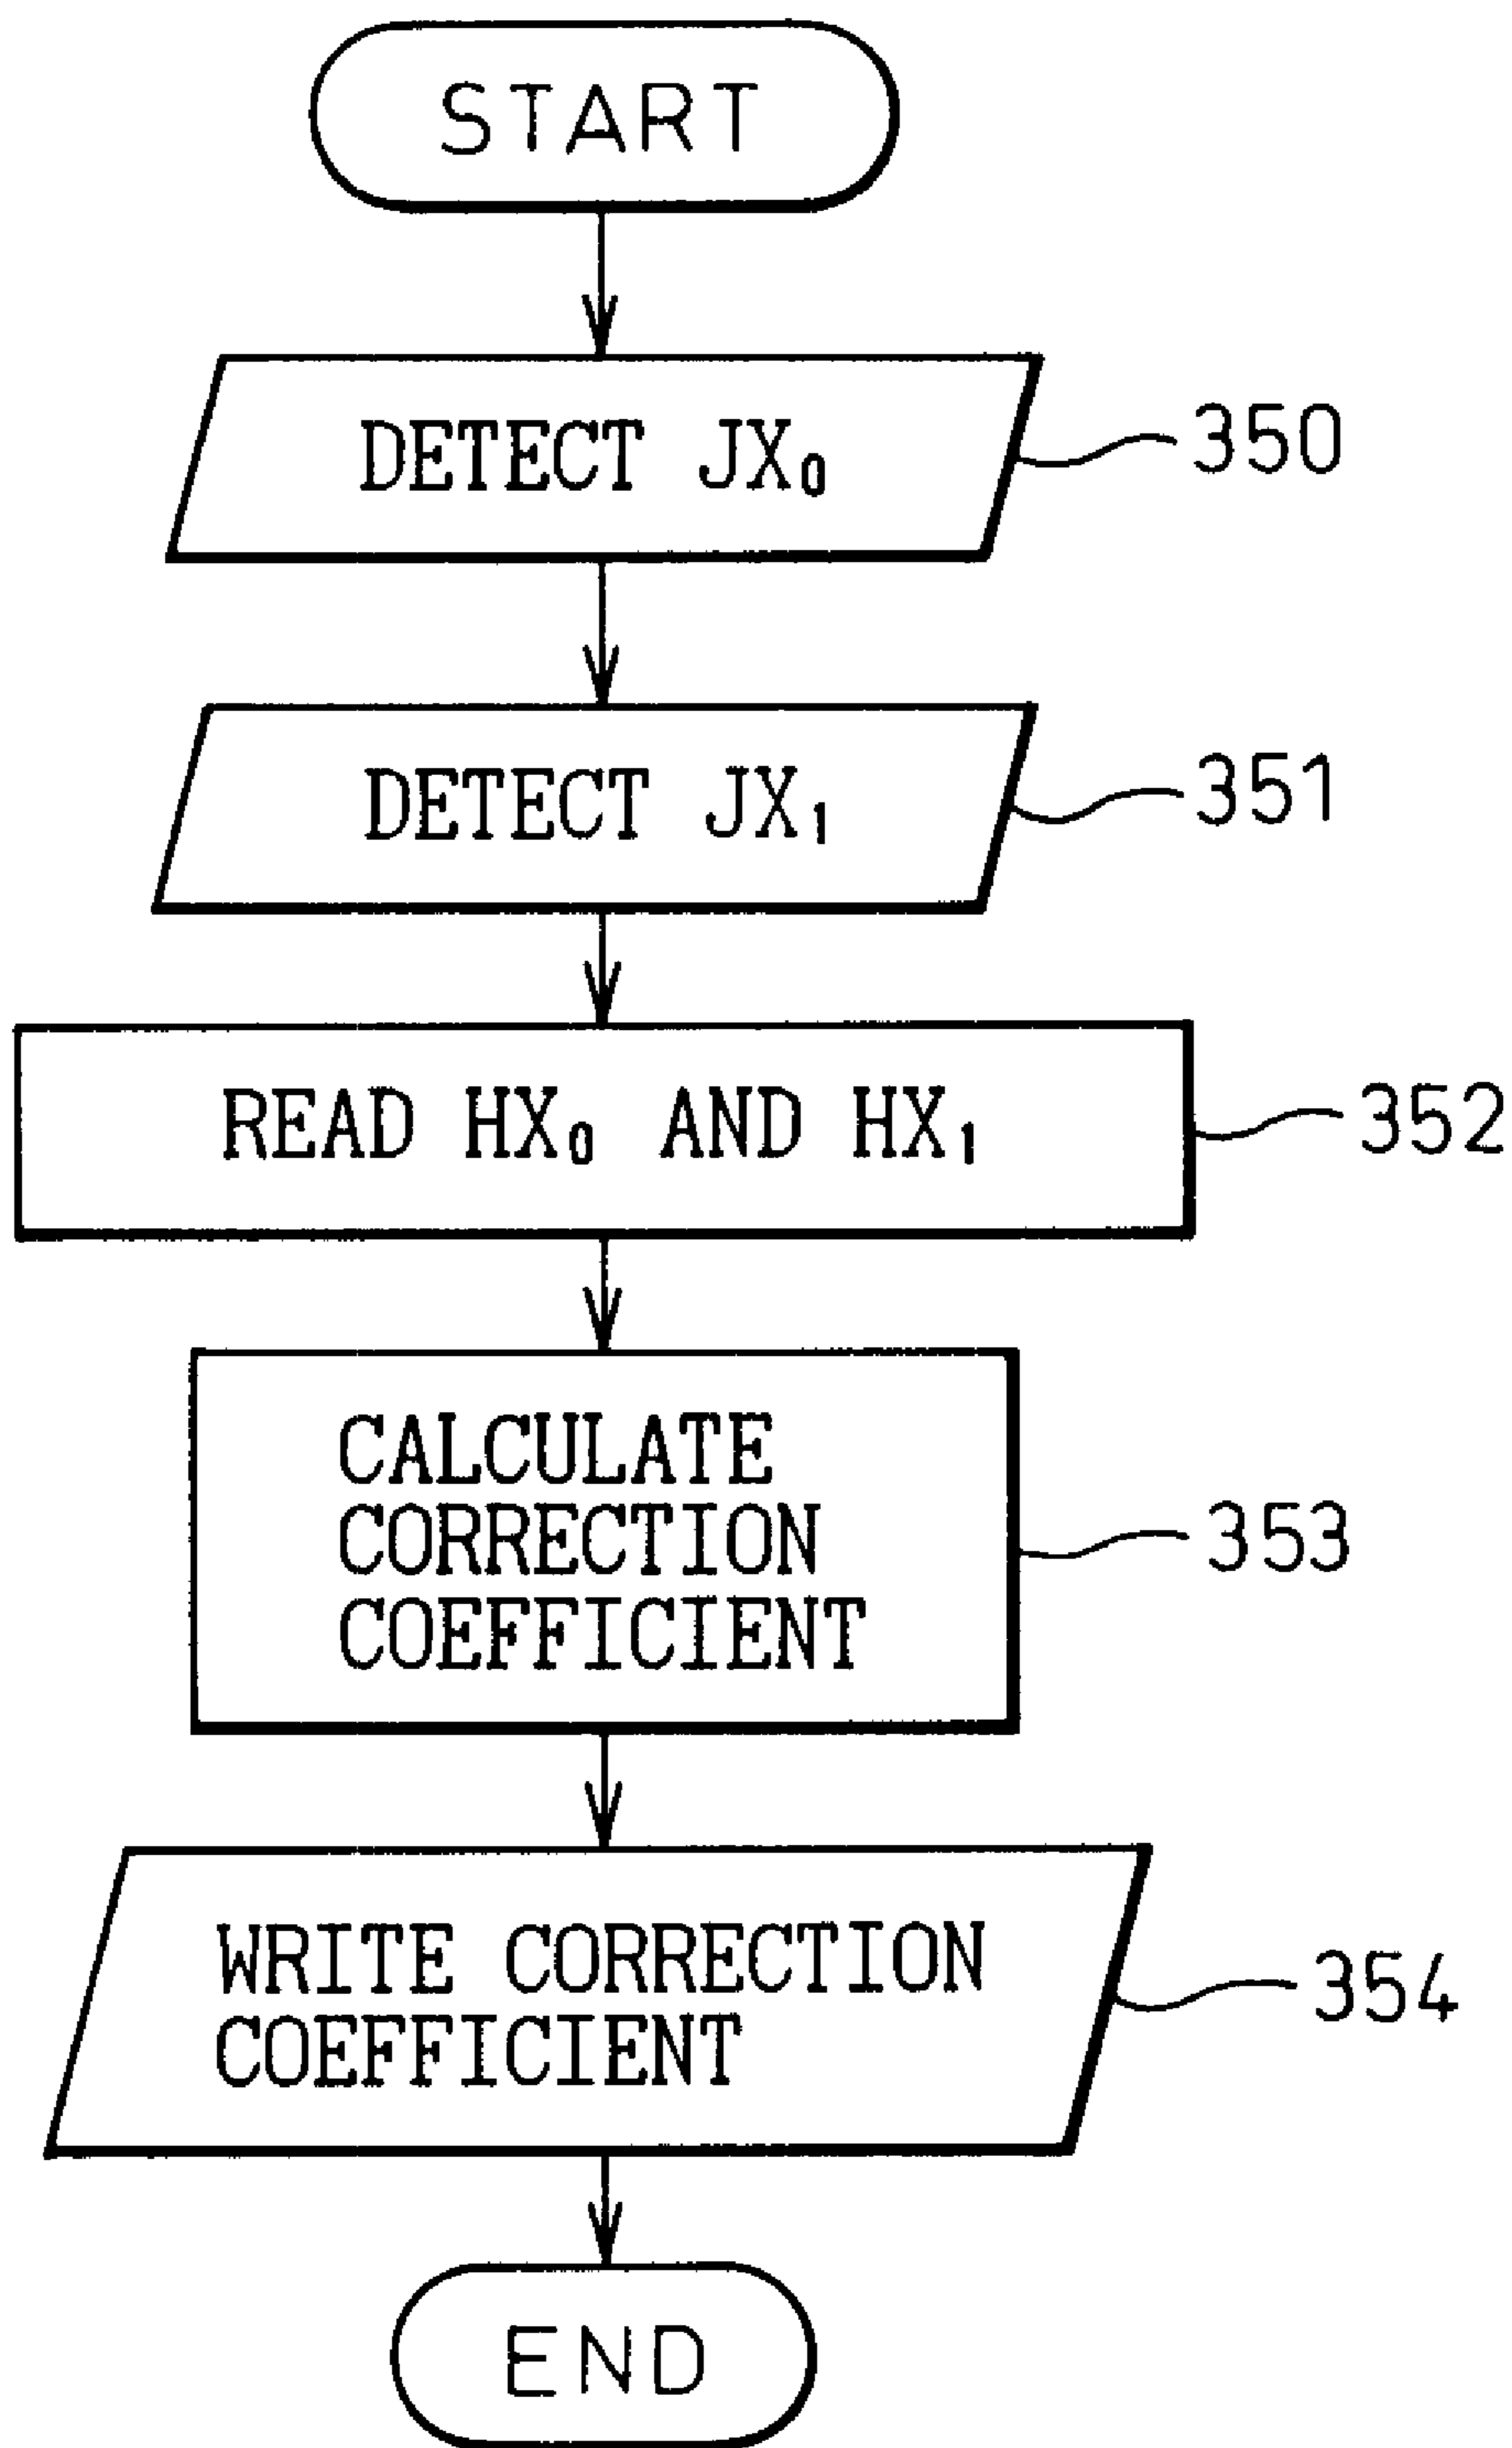 START
DETECT JX₀
350
DETECT JX₁
351
READ HX₀ AND HX₁
352
CALCULATE
CORRECTION
COEFFICIENT
353
WRITE CORRECTION
COEFFICIENT
354
END